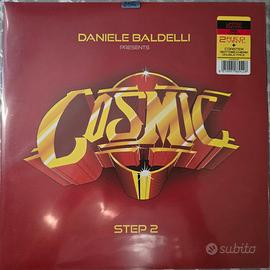 DANIELE BALDELLI
PRESENTS
COSMIC
STEP 2
subito